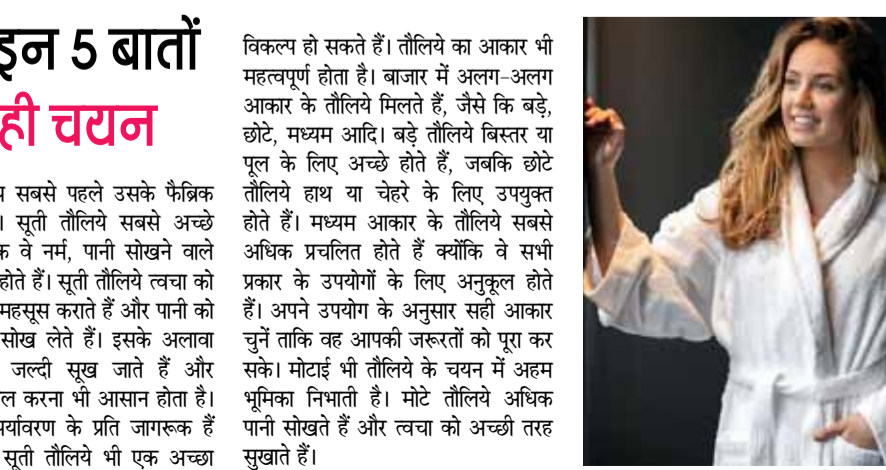 इन 5 बातों
ही चयन
सबसे पहले उसके फैब्रिक
। सूती तौलिये सबसे अच्छे
वे नर्म, पानी सोखने वाले
होते हैं। सूती तौलिये त्वचा को
महसूस कराते हैं और पानी को
सोख लेते हैं। इसके अलावा
जल्दी सूख जाते हैं और
करना भी आसान होता है।
पर्यावरण के प्रति जागरूक हैं
सूती तौलिये भी एक अच्छा
विकल्प हो सकते हैं। तौलिये का आकार भी
महत्वपूर्ण होता है। बाजार में अलग-अलग
आकार के तौलिये मिलते हैं, जैसे कि बड़े,
छोटे, मध्यम आदि। बड़े तौलिये बिस्तर या
पूल के लिए अच्छे होते हैं, जबकि छोटे
तौलिये हाथ या चेहरे के लिए उपयुक्त
होते हैं। मध्यम आकार के तौलिये सबसे
अधिक प्रचलित होते हैं क्योंकि वे सभी
प्रकार के उपयोगों के लिए अनुकूल होते
हैं। अपने उपयोग के अनुसार सही आकार
चुनें ताकि वह आपकी जरूरतों को पूरा कर
सके। मोटाई भी तौलिये के चयन में अहम
भूमिका निभाती है। मोटे तौलिये अधिक
पानी सोखते हैं और त्वचा को अच्छी तरह
सुखाते हैं।